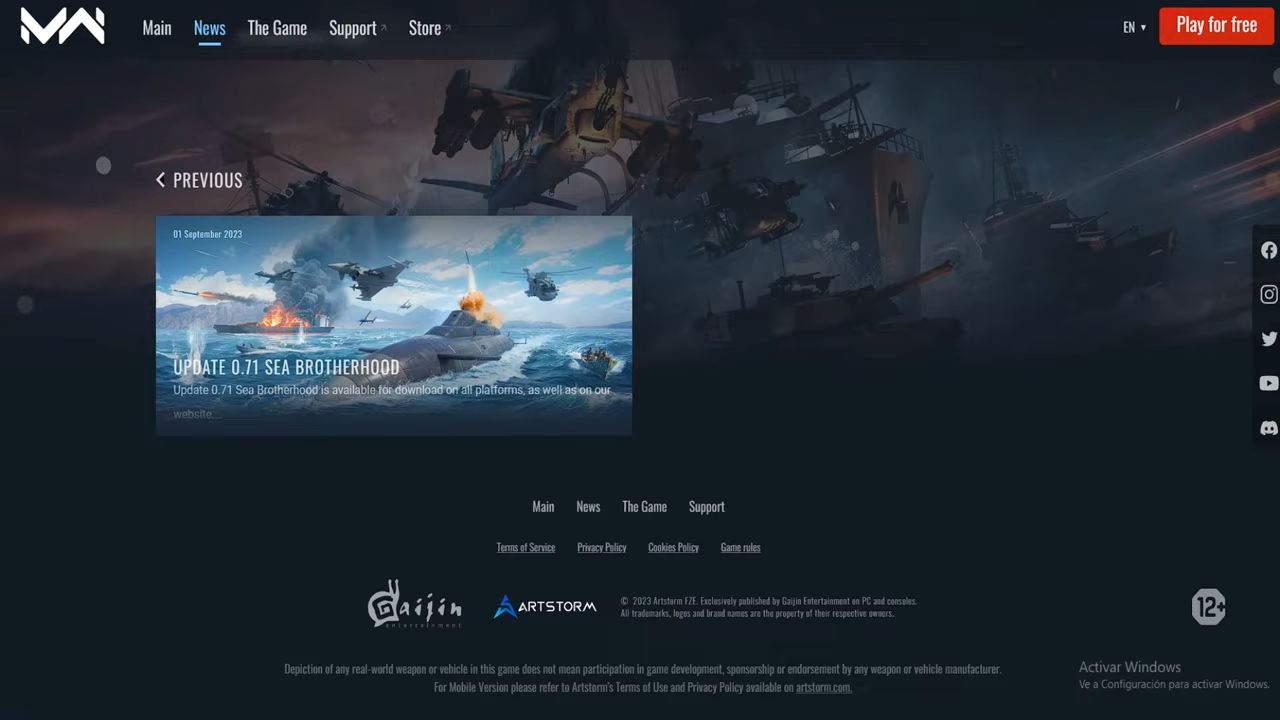 Main News The Game Support Store EN Play for free
PREVIOUS
01 September 2023
UPDATE 0.71 SEA BROTHERHOOD
Update 0.71 Sea Brotherhood is available for download on all platforms, as well as on our
website...
Main News The Game Support
Terms of Service Privacy Policy Cookies Policy Game rules
Gaijin
entertainment
ARTSTORM
© 2023 Artstorm FZE. Exclusively published by Gaijin Entertainment on PC and consoles.
All trademarks, logos and brand names are the property of their respective owners.
12+
Depiction of any real-world weapon or vehicle in this game does not mean participation in game development, sponsorship or endorsement by any weapon or vehicle manufacturer.
For Mobile Version please refer to Artstorm's Terms of Use and Privacy Policy available on artstorm.com.
Activar Windows
Ve a Configuración para activar Windows.